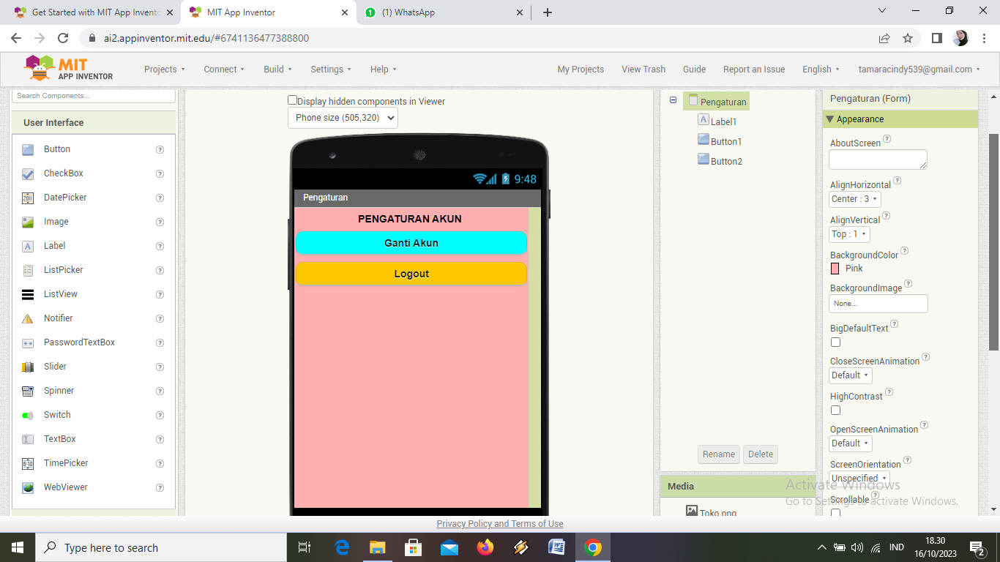 Get Started with MIT App Invento
MIT App Inventor
(1) WhatsApp
ai2.appinventor.mit.edu/#6741136477388800
MIT
APP INVENTOR
Projects
Connect
Build
Settings
Help
My Projects
View Trash
Guide
Report an Issue
English
tamaracindy539@gmail.com
Search Components...
User Interface
Button
CheckBox
DatePicker
Image
Label
ListPicker
ListView
Notifier
PasswordTextBox
Slider
Spinner
Switch
TextBox
TimePicker
WebViewer
Display hidden components in Viewer
Phone size (505,320)
9:48
Pengaturan
PENGATURAN AKUN
Ganti Akun
Logout
Pengaturan
Label1
Button1
Button2
Rename
Delete
Media
Toko.png
Pengaturan (Form)
Appearance
AboutScreen
AlignHorizontal
Center : 3
AlignVertical
Top : 1
BackgroundColor
Pink
BackgroundImage
None...
BigDefaultText
CloseScreenAnimation
Default
HighContrast
OpenScreenAnimation
Default
ScreenOrientation
Unspecified
Scrollable
Activate Windows
Go to Settings to activate Windows.
Privacy Policy and Terms of Use
Type here to search
IND
18.30
16/10/2023
2